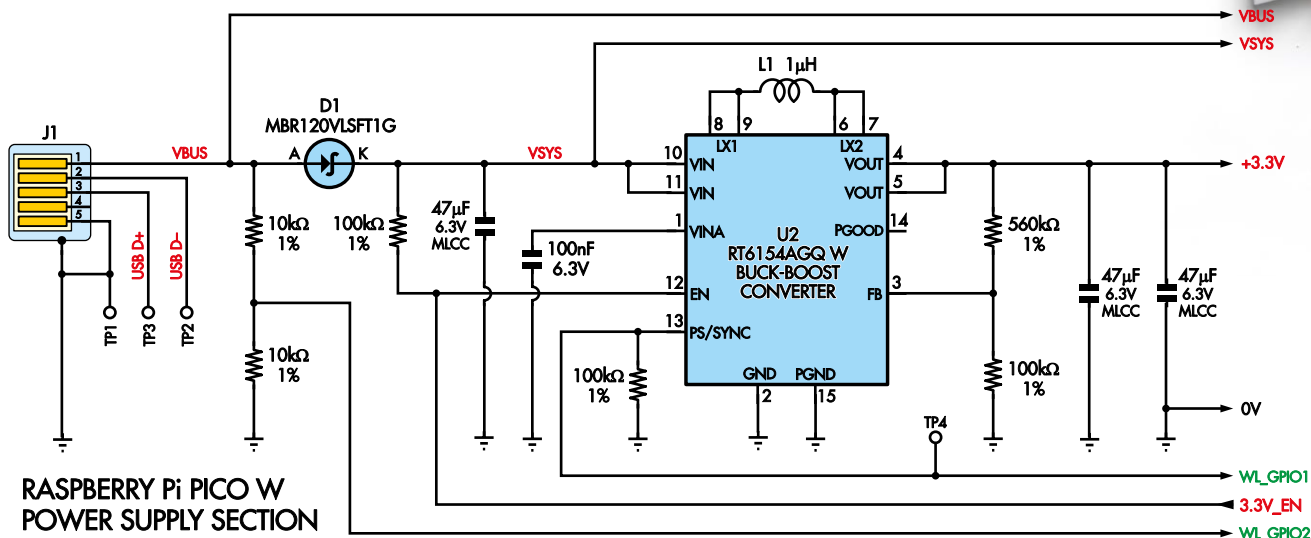 VBUS
VSYS
L1 1µH
D1
MBR120VLSFT1G
J1
8 9 6 7
LX1 LX2
1 VBUS A K VSYS 10 VIN VOUT 4 +3.3V
2
3
4
5
11 VIN VOUT 5
10kΩ
1%
100kΩ
1%
47µF
6.3V
MLCC
1 VINA
PGOOD 14
560kΩ
1%
100nF
6.3V
U2
RT6154AGQ W
BUCK-BOOST
CONVERTER
USB D+
USB D–
47µF
6.3V
MLCC
47µF
6.3V
MLCC
12 EN
FB 3
TP1
TP3
TP2
13 PS/SYNC
10kΩ
1%
100kΩ
1%
GND PGND
2 15
100kΩ
1%
0V
TP4
WL_GPIO1
3.3V_EN
WL_GPIO2
RASPBERRY Pi PICO W
POWER SUPPLY SECTION